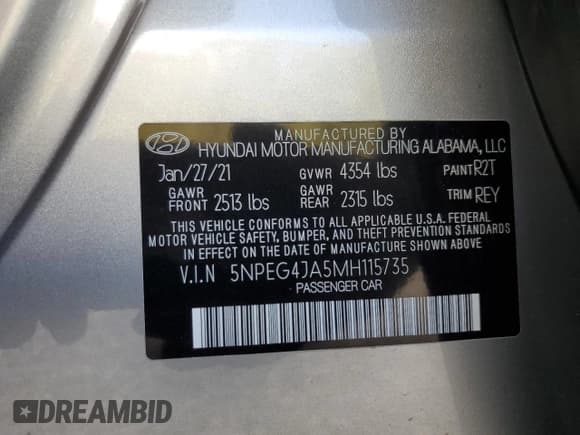 MANUFACTURED BY
HYUNDAI MOTOR MANUFACTURING ALABAMA, LLC
Jan/27/21 GVWR 4354 lbs PAINT R2T
GAWR FRONT 2513 lbs GAWR REAR 2315 lbs TRIM REY
THIS VEHICLE CONFORMS TO ALL APPLICABLE U.S.A. FEDERAL
MOTOR VEHICLE SAFETY, BUMPER, AND THEFT PREVENTION STANDARDS
IN EFFECT ON THE DATE OF MANUFACTURE SHOWN ABOVE.
V.I.N 5NPEG4JA5MH115735
PASSENGER CAR
DREAMBID